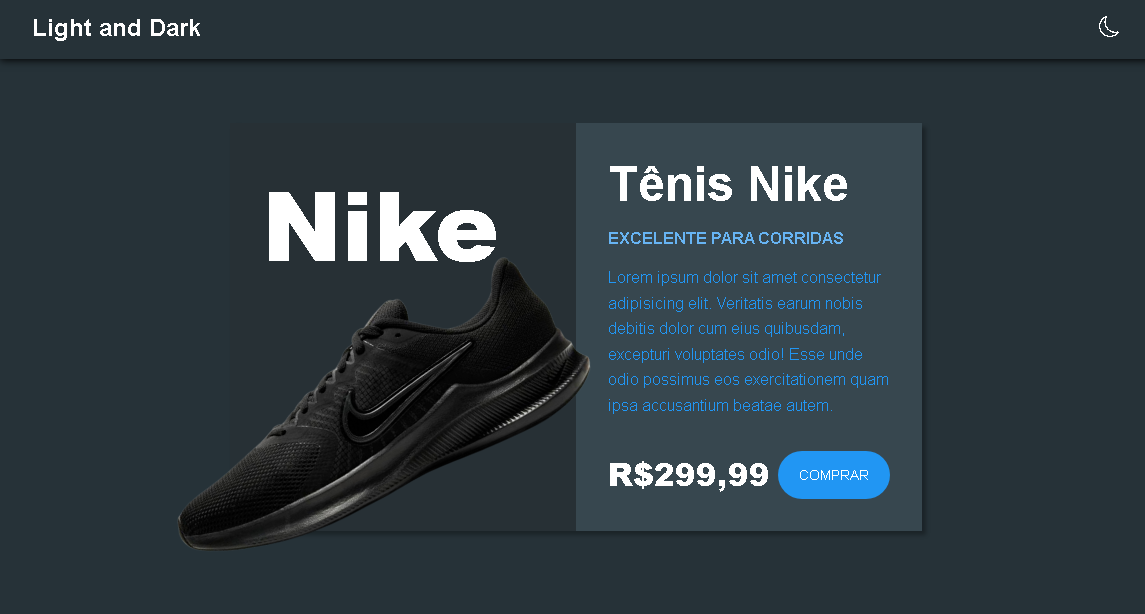 Light and Dark
Nike
Tênis Nike
EXCELENTE PARA CORRIDAS
Lorem ipsum dolor sit amet consectetur
adipisicing elit. Veritatis earum nobis
debitis dolor cum eius quibusdam,
excepturi voluptates odio! Esse unde
odio possimus eos exercitationem quam
ipsa accusantium beatae autem.
R$299,99
COMPRAR